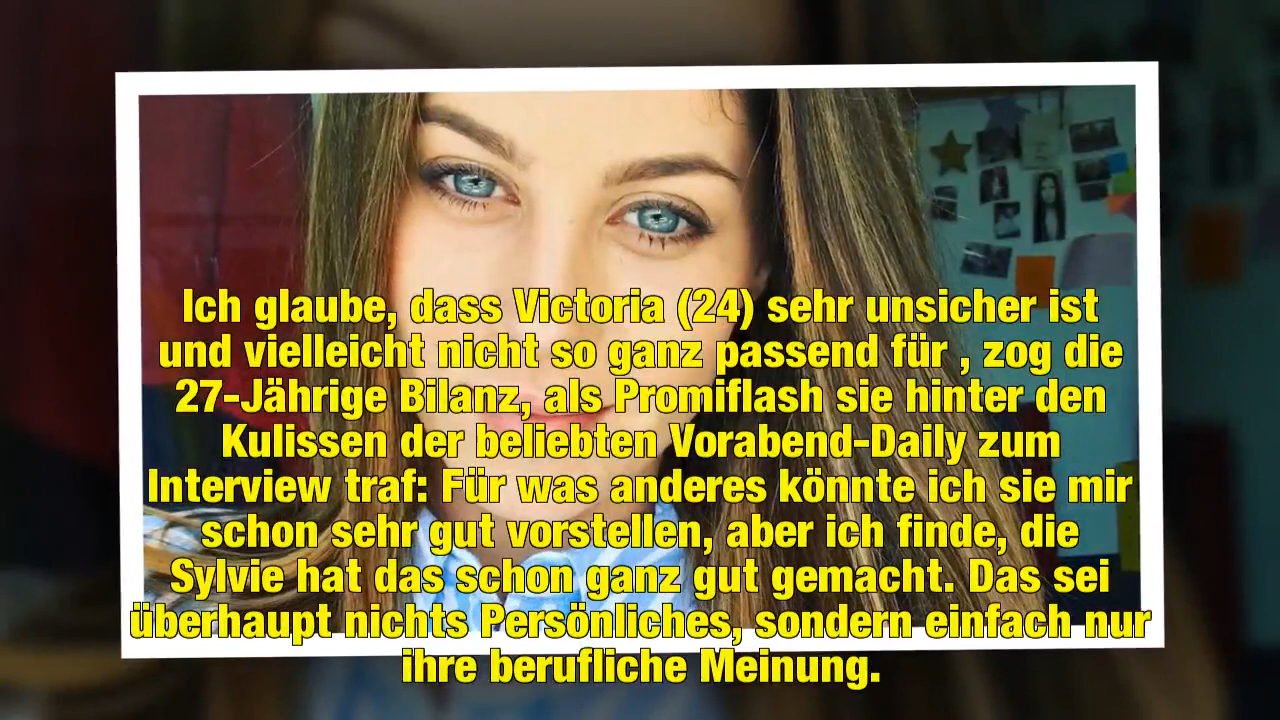 Ich glaube, dass Victoria (24) sehr unsicher ist
und vielleicht nicht so ganz passend für , zog die
27-Jährige Bilanz, als Promiflash sie hinter den
Kulissen der beliebten Vorabend-Daily zum
Interview traf: Für was anderes könnte ich sie mir
schon sehr gut vorstellen, aber ich finde, die
Sylvie hat das schon ganz gut gemacht. Das sei
überhaupt nichts Persönliches, sondern einfach nur
ihre berufliche Meinung.